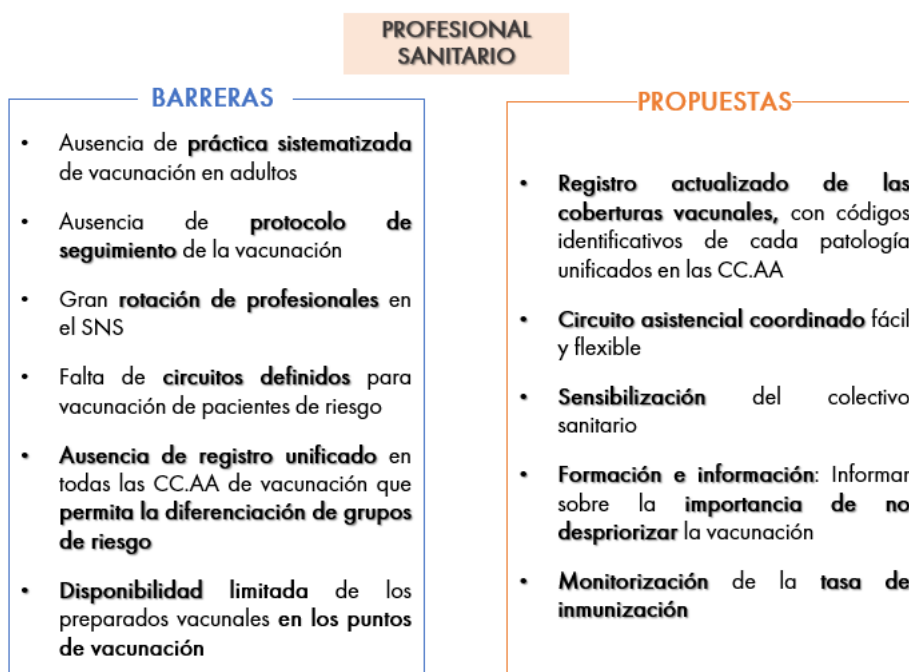 PROFESIONAL
SANITARIO
BARRERAS
• Ausencia de práctica sistematizada
de vacunación en adultos
• Ausencia de protocolo de
seguimiento de la vacunación
• Gran rotación de profesionales en
el SNS
• Falta de circuitos definidos para
vacunación de pacientes de riesgo
• Ausencia de registro unificado en
todas las CC.AA de vacunación que
permita la diferenciación de grupos
de riesgo
• Disponibilidad limitada de los
preparados vacunales en los puntos
de vacunación
PROPUESTAS
• Registro actualizado de las
coberturas vacunales, con códigos
identificativos de cada patología
unificados en las CC.AA
• Circuito asistencial coordinado fácil
y flexible
• Sensibilización del colectivo
sanitario
• Formación e información: Informar
sobre la importancia de no
despriorizar la vacunación
• Monitorización de la tasa de
inmunización